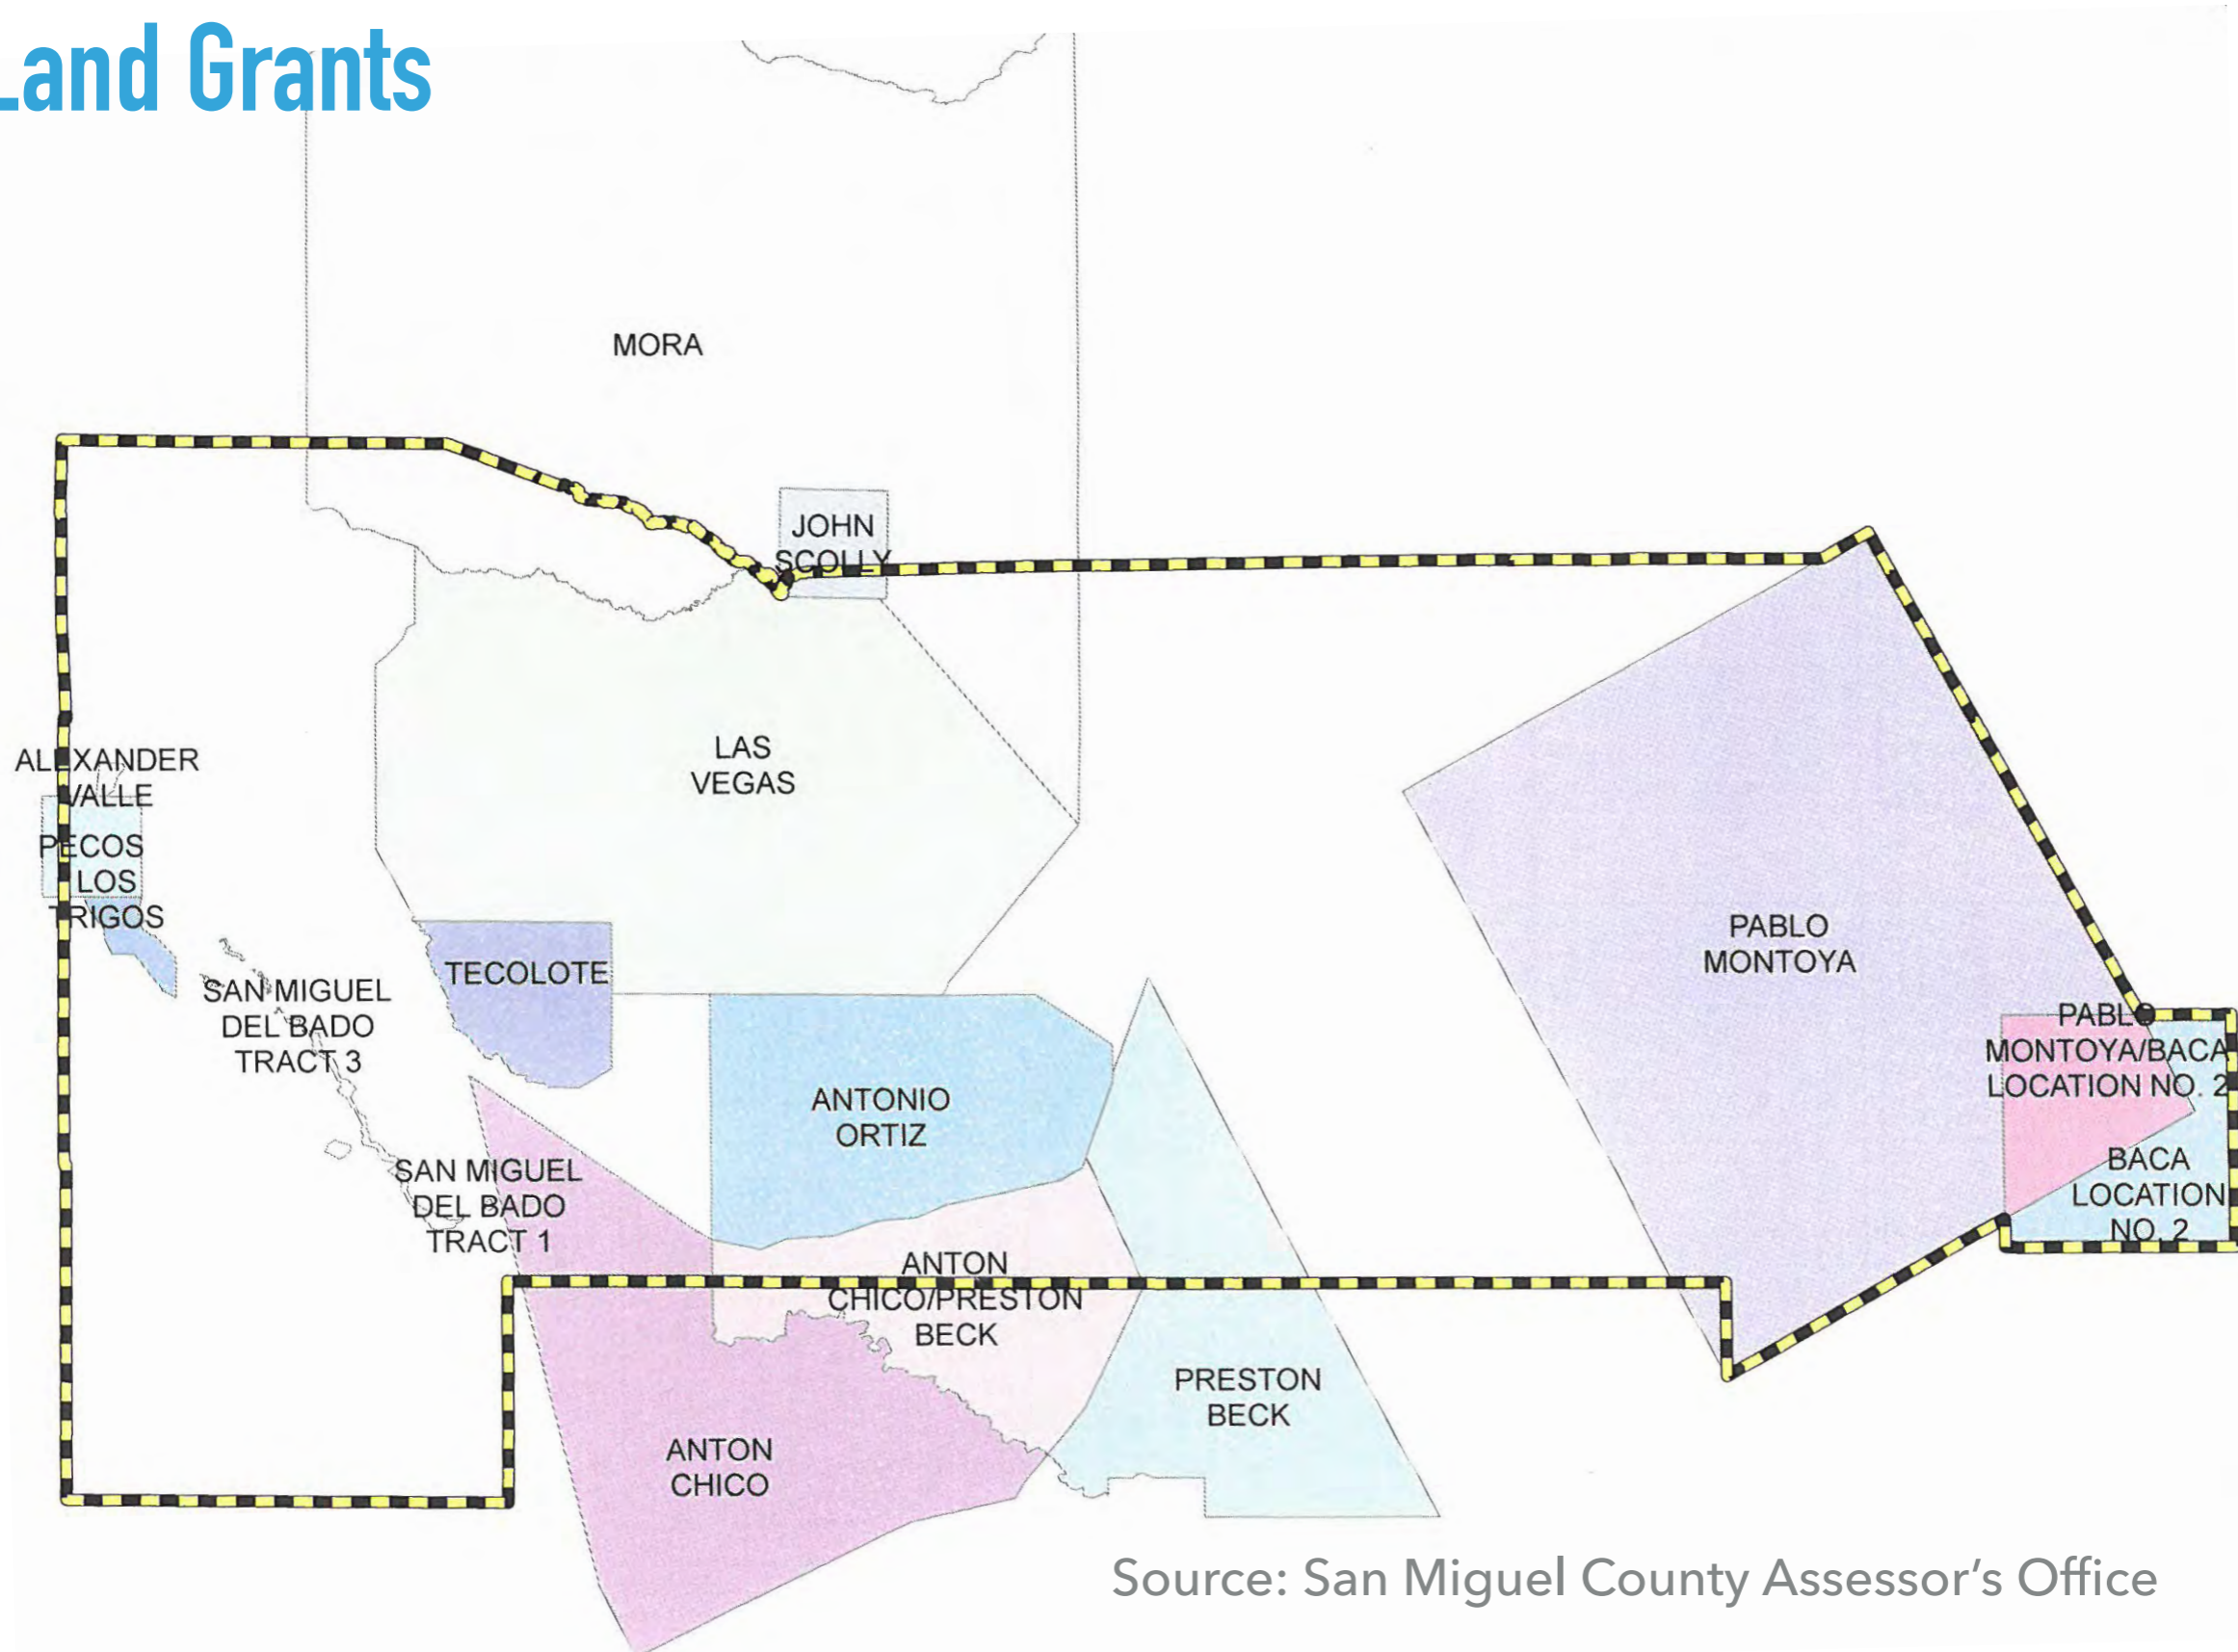 Land Grants
MORA
JOHN
SCOLLY
LAS
VEGAS
ALEXANDER
VALLE
PECOS
LOS
TRIGOS
PABLO
MONTOYA
TECOLOTE
SAN MIGUEL
DEL BADO
TRACT 3
PABLO
MONTOYA/BACA
LOCATION NO. 2
ANTONIO
ORTIZ
SAN MIGUEL
DEL BADO
TRACT 1
BACA
LOCATION
NO. 2
ANTON
CHICO/PRESTON
BECK
PRESTON
BECK
ANTON
CHICO
Source: San Miguel County Assessor's Office